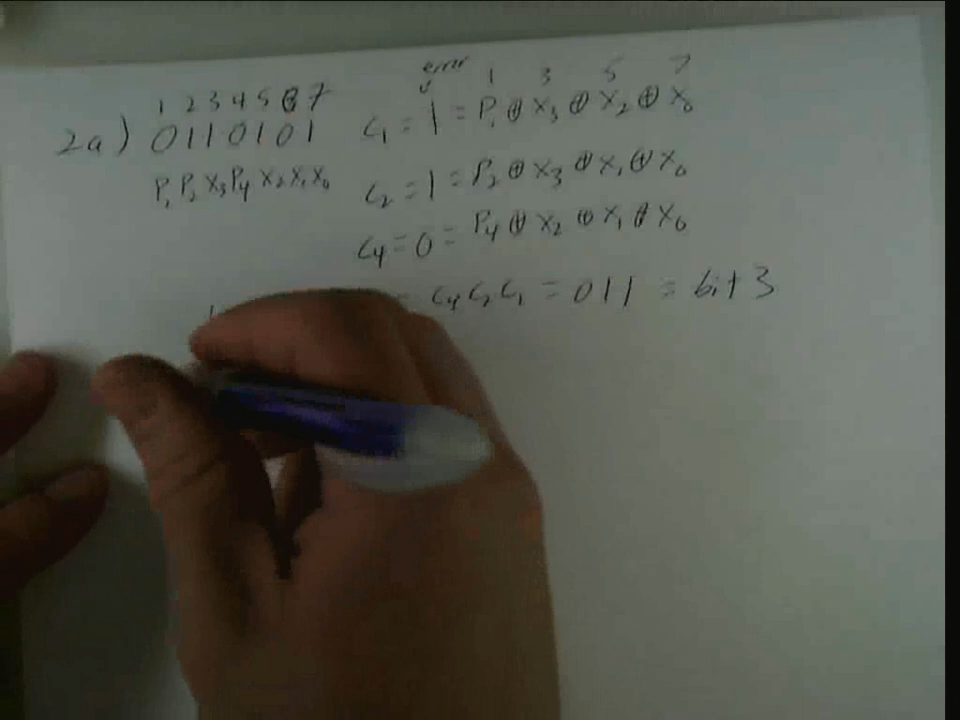 1 2 3 4 5 6 7
2a) 0110101
P₁ P₂ X₃ P₄ X₂ X₁ X₀
error
1 3 5 7
C₁ = 1 = P₁ ⊕ X₃ ⊕ X₂ ⊕ X₀
C₂ = 1 = P₂ ⊕ X₃ ⊕ X₁ ⊕ X₀
C₄ = 0 = P₄ ⊕ X₂ ⊕ X₁ ⊕ X₀
= C₄ C₂ C₁ = 011 = bit 3